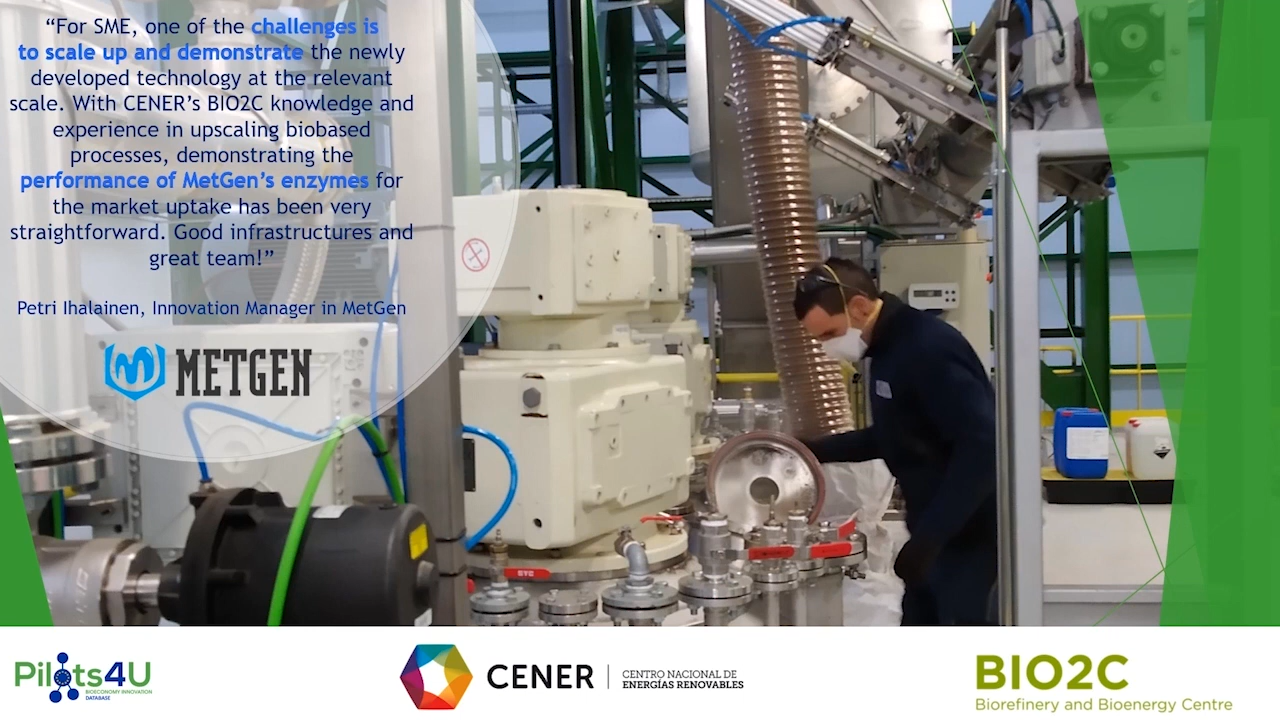 “For SME, one of the challenges is
to scale up and demonstrate the newly
developed technology at the relevant
scale. With CENER’s BIO2C knowledge and
experience in upscaling biobased
processes, demonstrating the
performance of MetGen’s enzymes for
the market uptake has been very
straightforward. Good infrastructures and
great team!”
Petri Ihalainen, Innovation Manager in MetGen
METGEN
Pilots4U
BIOECONOMY INNOVATION
DATABASE
CENER
CENTRO NACIONAL DE
ENERGÍAS RENOVABLES
BIO2C
Biorefinery and Bioenergy Centre